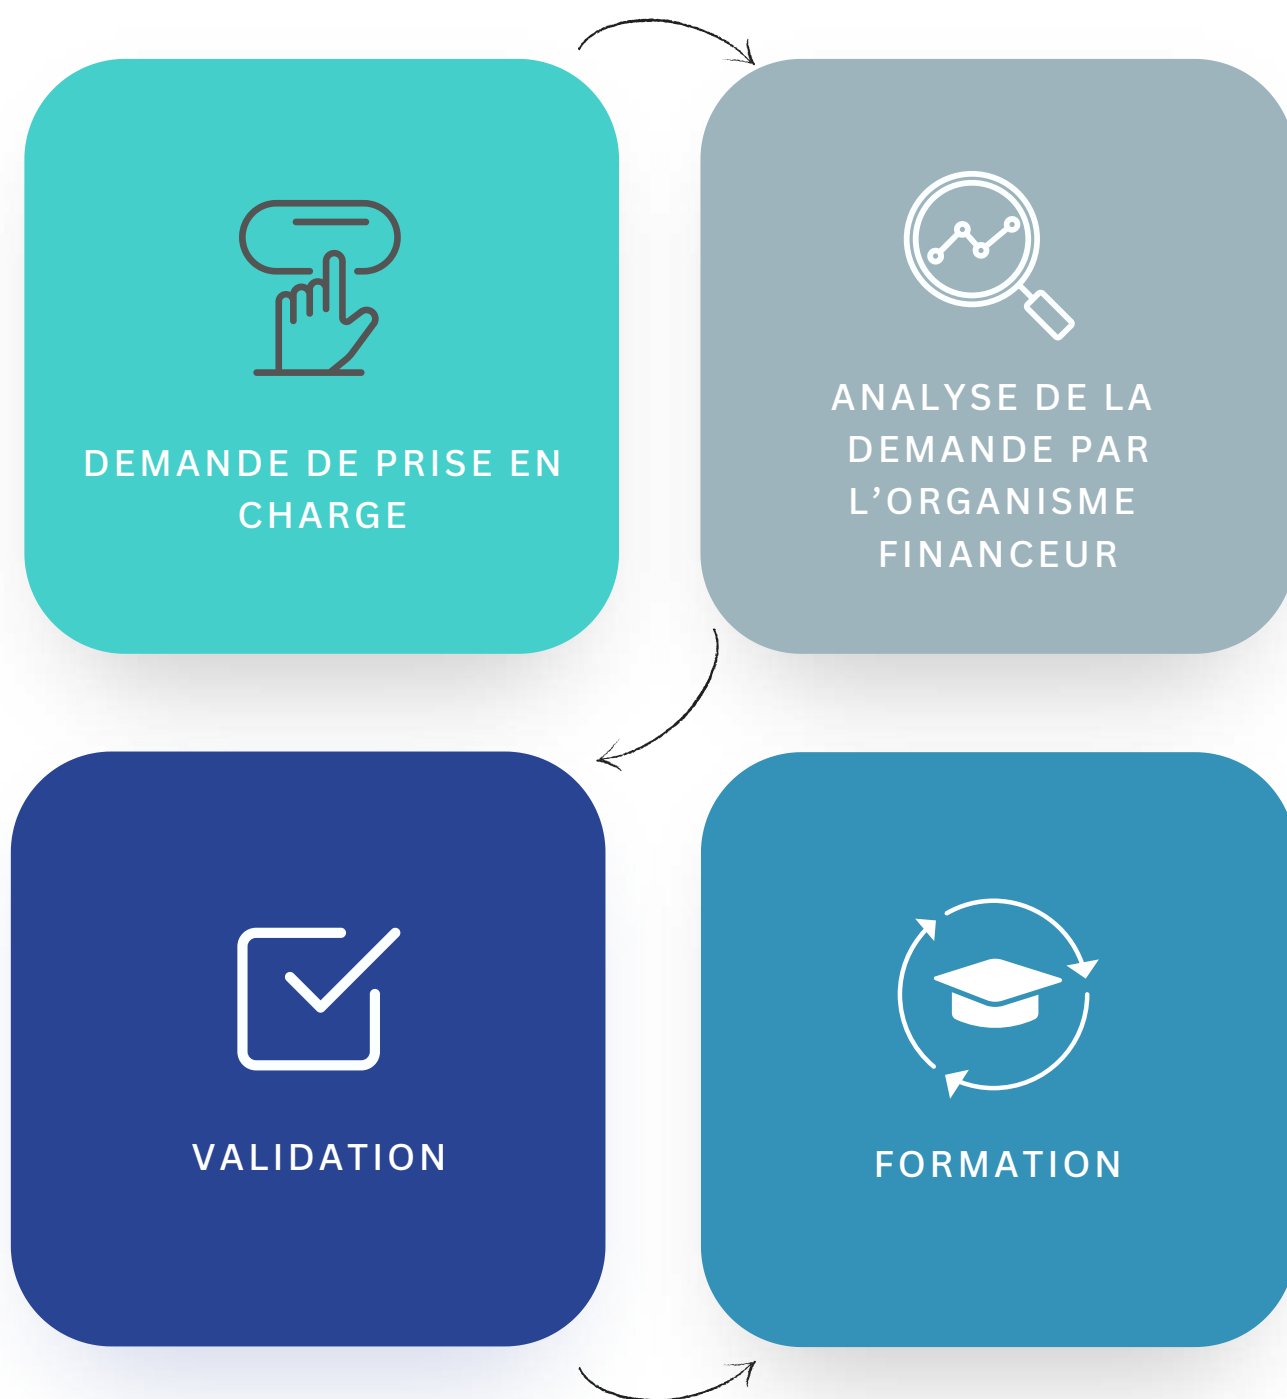 DEMANDE DE PRISE EN
CHARGE
ANALYSE DE LA
DEMANDE PAR
L’ORGANISME
FINANCEUR
VALIDATION
FORMATION